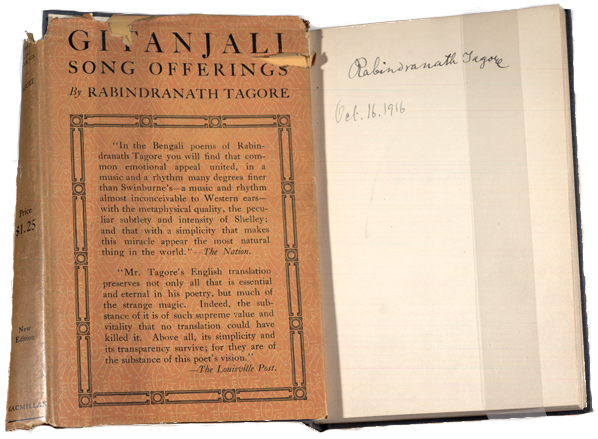 GITANJALI
SONG OFFERINGS
By RABINDRANATH TAGORE
"In the Bengali poems of Rabin-
dranath Tagore you will find that com-
mon emotional appeal united, in a
music and a rhythm many degrees finer
than Swinburne's—a music and rhythm
almost inconceivable to Western ears—
with the metaphysical quality, the pecu-
liar subtlety and intensity of Shelley;
and that with a simplicity that makes
this miracle appear the most natural
thing in the world."—The Nation.
"Mr. Tagore's English translation
preserves not only all that is essential
and eternal in his poetry, but much of
the strange magic. Indeed, the sub-
stance of it is of such supreme value and
vitality that no translation could have
killed it. Above all, its simplicity and
its transparency survive; for they are of
the substance of this poet's vision."
—The Louisville Post.
Price
$1.25
New
Edition
MACMILLAN
Rabindranath Tagore
Oct. 16, 1916